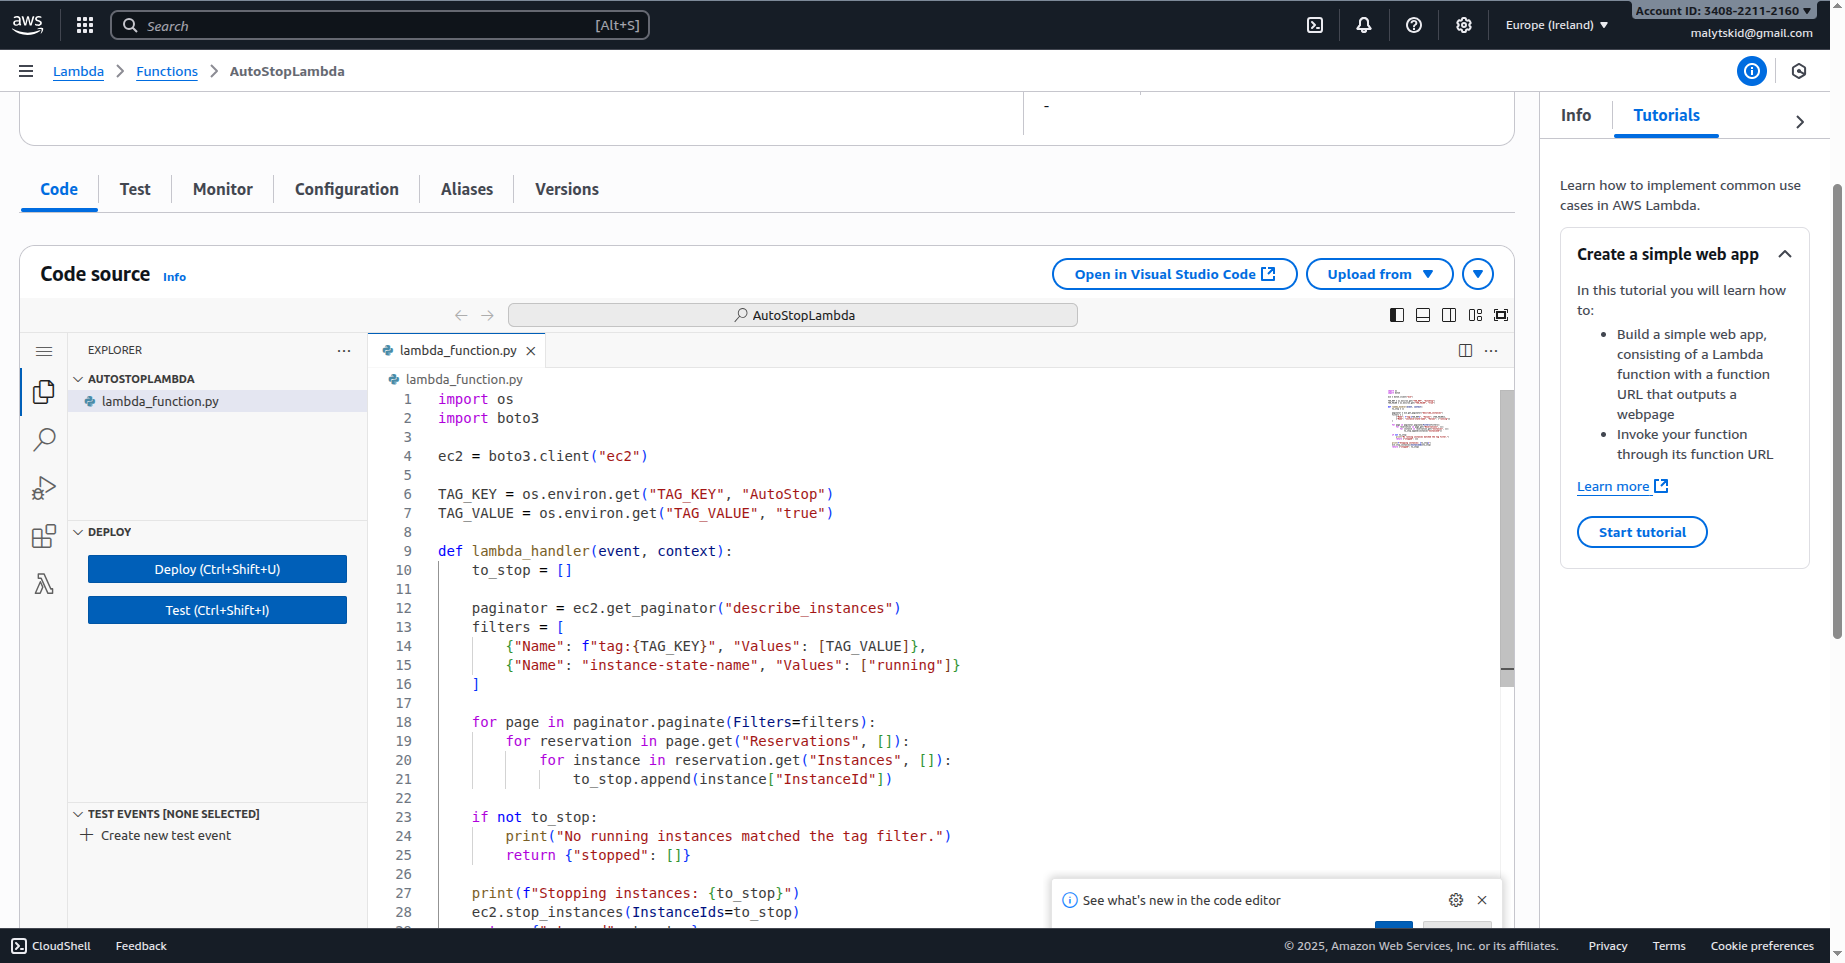 aws
Search [Alt+S]
Europe (Ireland)
Account ID: 3408-2211-2160
malytskid@gmail.com
Lambda
Functions
AutoStopLambda
-
Code
Test
Monitor
Configuration
Aliases
Versions
Code source Info
Open in Visual Studio Code
Upload from
AutoStopLambda
EXPLORER
AUTOSTOPLAMBDA
lambda_function.py
DEPLOY
Deploy (Ctrl+Shift+U)
Test (Ctrl+Shift+I)
TEST EVENTS [NONE SELECTED]
Create new test event
lambda_function.py
lambda_function.py
1 import os
2 import boto3
3
4 ec2 = boto3.client("ec2")
5
6 TAG_KEY = os.environ.get("TAG_KEY", "AutoStop")
7 TAG_VALUE = os.environ.get("TAG_VALUE", "true")
8
9 def lambda_handler(event, context):
10 to_stop = []
11
12 paginator = ec2.get_paginator("describe_instances")
13 filters = [
14 {"Name": f"tag:{TAG_KEY}", "Values": [TAG_VALUE]},
15 {"Name": "instance-state-name", "Values": ["running"]}
16 ]
17
18 for page in paginator.paginate(Filters=filters):
19 for reservation in page.get("Reservations", []):
20 for instance in reservation.get("Instances", []):
21 to_stop.append(instance["InstanceId"])
22
23 if not to_stop:
24 print("No running instances matched the tag filter.")
25 return {"stopped": []}
26
27 print(f"Stopping instances: {to_stop}")
28 ec2.stop_instances(InstanceIds=to_stop)
See what's new in the code editor
Info
Tutorials
Learn how to implement common use
cases in AWS Lambda.
Create a simple web app
In this tutorial you will learn how
to:
• Build a simple web app,
consisting of a Lambda
function with a function
URL that outputs a
webpage
• Invoke your function
through its function URL
Learn more
Start tutorial
CloudShell
Feedback
© 2025, Amazon Web Services, Inc. or its affiliates.
Privacy
Terms
Cookie preferences